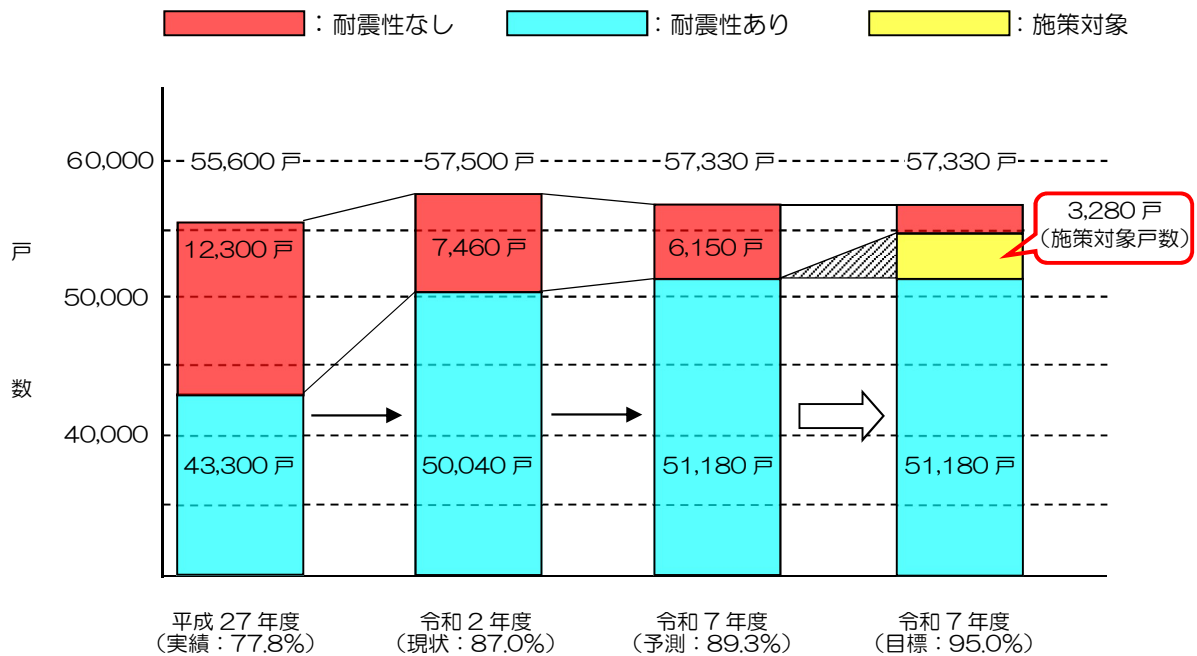 ：耐震性なし ：耐震性あり ：施策対象
60,000 55,600 戸 57,500 戸 57,330 戸 57,330 戸
3,280 戸
（施策対象戸数）
戸 12,300 戸 7,460 戸 6,150 戸
50,000
数
40,000
43,300 戸 50,040 戸 51,180 戸 51,180 戸
平成 27 年度 令和 2 年度 令和 7 年度 令和 7 年度
（実績：77.8%） （現状：87.0%） （予測：89.3%） （目標：95.0%）